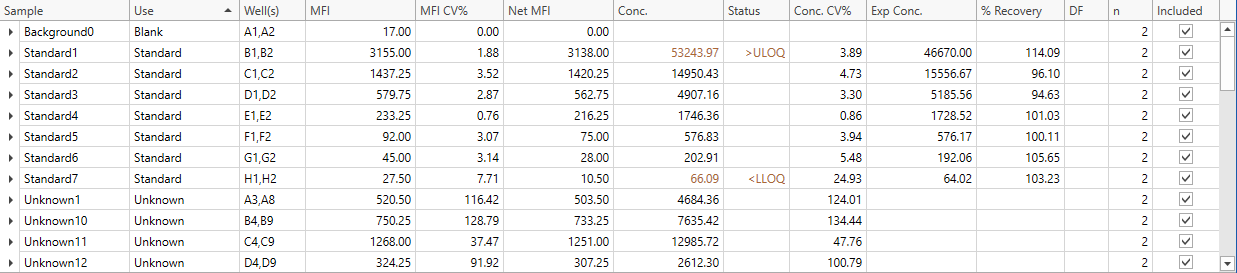 Sample Use Well(s) MFI MFI CV% Net MFI Conc. Status Conc. CV% Exp Conc. % Recovery DF n Included
Background0 Blank A1,A2 17.00 0.00 0.00 2
Standard1 Standard B1,B2 3155.00 1.88 3138.00 53243.97 >ULOQ 3.89 46670.00 114.09 2
Standard2 Standard C1,C2 1437.25 3.52 1420.25 14950.43 4.73 15556.67 96.10 2
Standard3 Standard D1,D2 579.75 2.87 562.75 4907.16 3.30 5185.56 94.63 2
Standard4 Standard E1,E2 233.25 0.76 216.25 1746.36 0.86 1728.52 101.03 2
Standard5 Standard F1,F2 92.00 3.07 75.00 576.83 3.94 576.17 100.11 2
Standard6 Standard G1,G2 45.00 3.14 28.00 202.91 5.48 192.06 105.65 2
Standard7 Standard H1,H2 27.50 7.71 10.50 66.09 <LLOQ 24.93 64.02 103.23 2
Unknown1 Unknown A3,A8 520.50 116.42 503.50 4684.36 124.01 2
Unknown10 Unknown B4,B9 750.25 128.79 733.25 7635.42 134.44 2
Unknown11 Unknown C4,C9 1268.00 37.47 1251.00 12985.72 47.76 2
Unknown12 Unknown D4,D9 324.25 91.92 307.25 2612.30 100.79 2